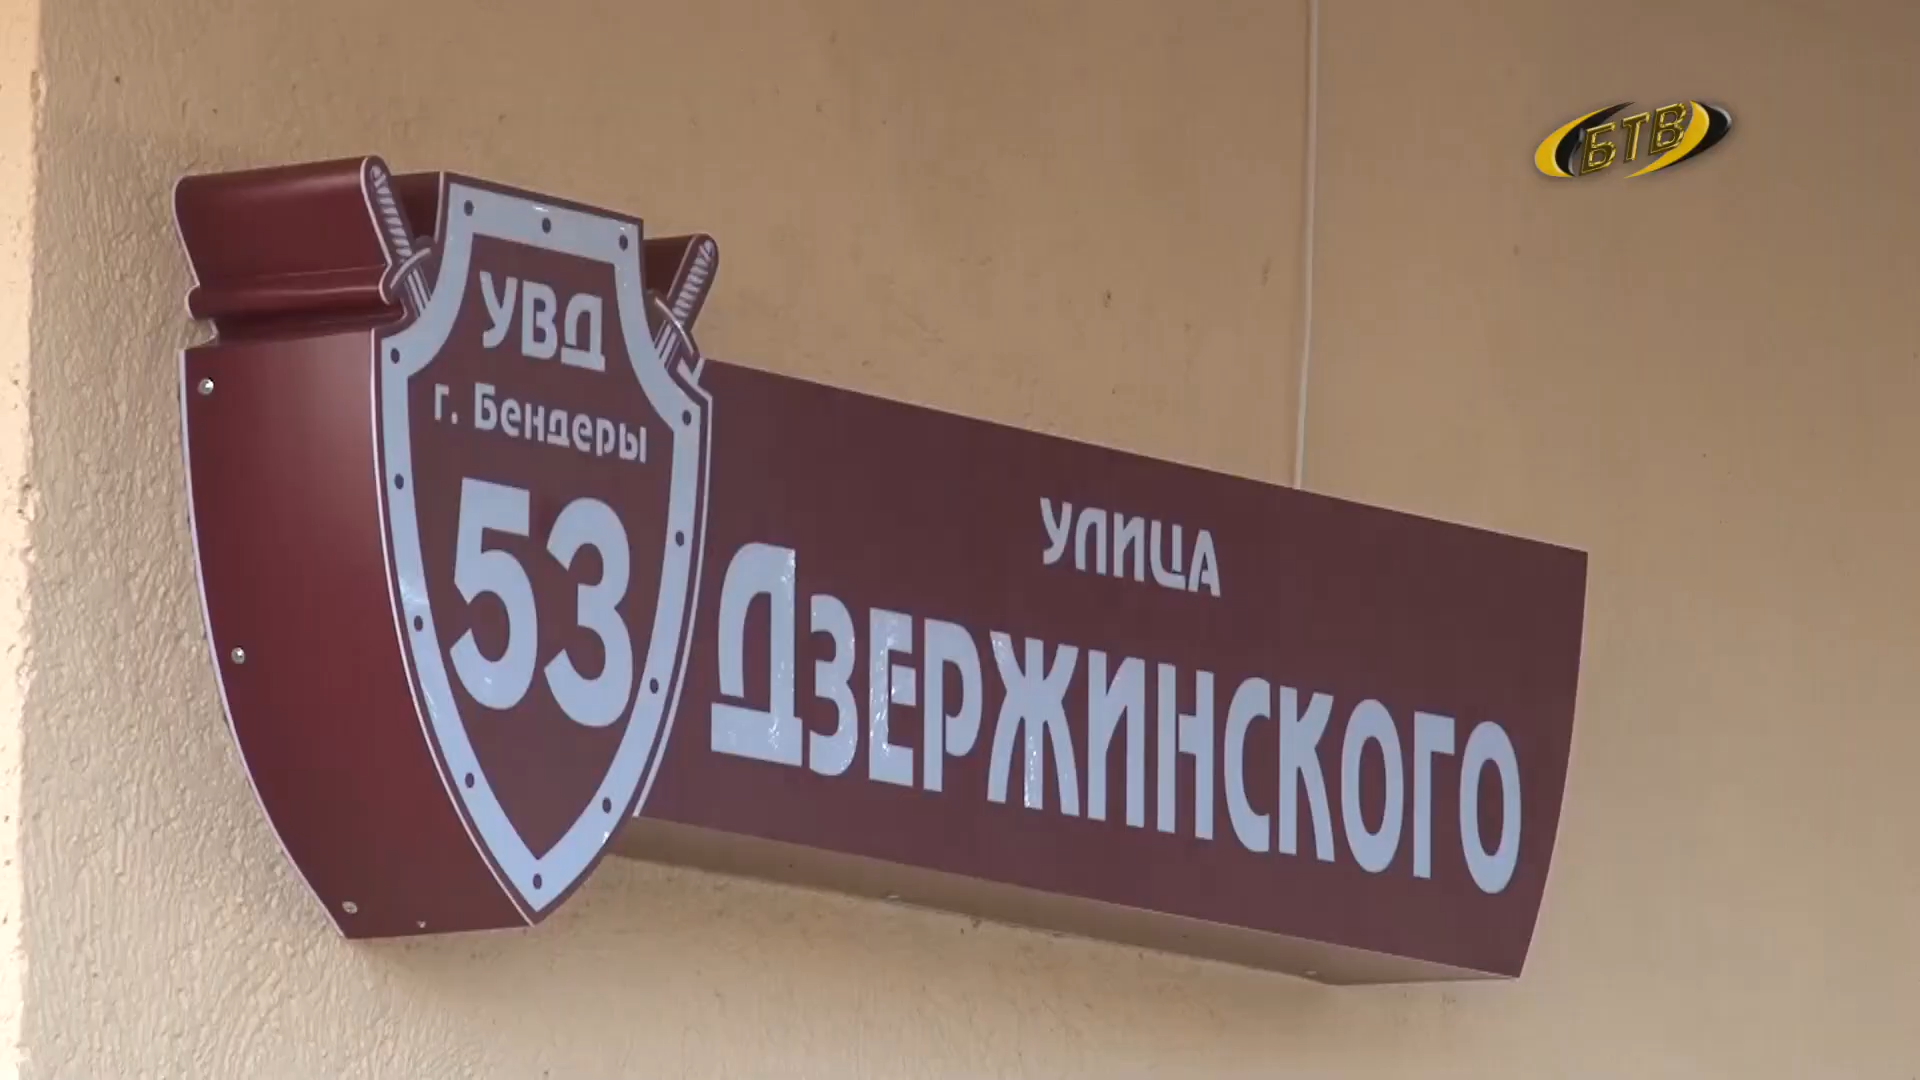 БТВ
УВД
г. Бендеры
53
УЛИЦА
ДЗЕРЖИНСКОГО